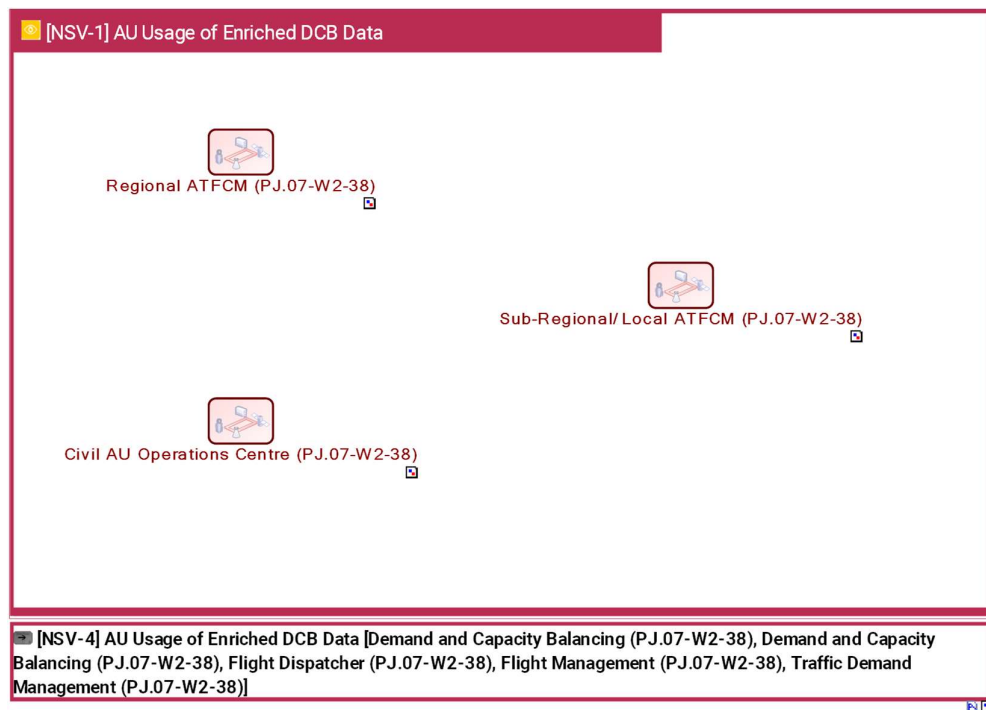 [NSV-1] AU Usage of Enriched DCB Data
Regional ATFCM (PJ.07-W2-38)
Sub-Regional/Local ATFCM (PJ.07-W2-38)
Civil AU Operations Centre (PJ.07-W2-38)
[NSV-4] AU Usage of Enriched DCB Data [Demand and Capacity Balancing (PJ.07-W2-38), Demand and Capacity
Balancing (PJ.07-W2-38), Flight Dispatcher (PJ.07-W2-38), Flight Management (PJ.07-W2-38), Traffic Demand
Management (PJ.07-W2-38)]